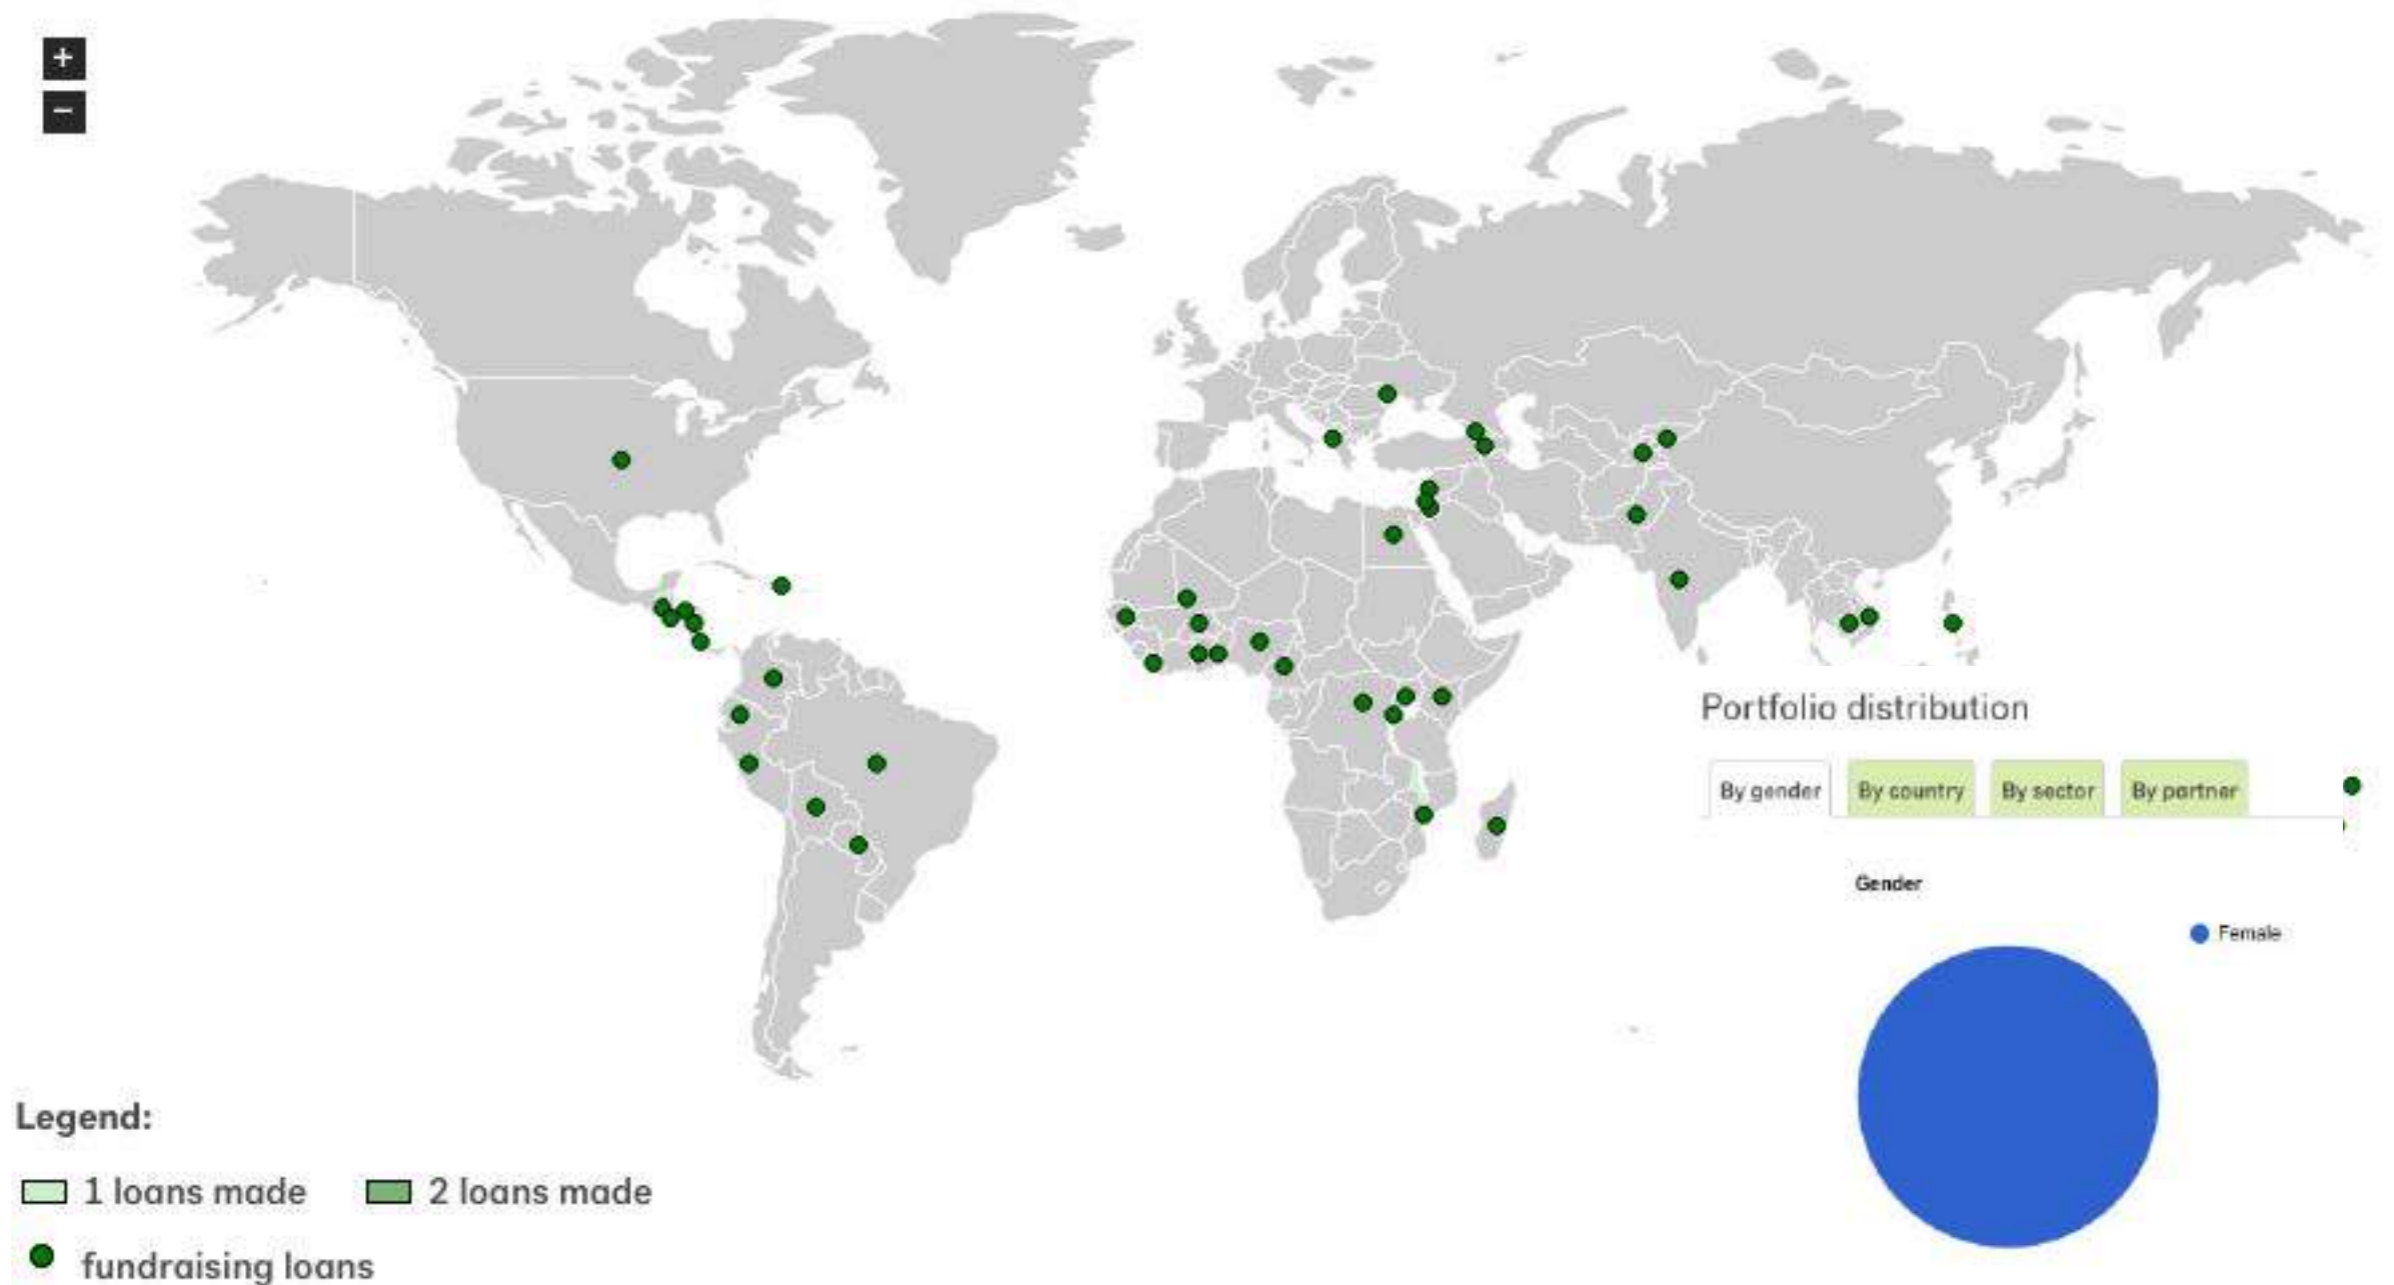 +
−
Portfolio distribution
By gender By country By sector By partner
Gender
Female
Legend:
1 loans made 2 loans made
fundraising loans